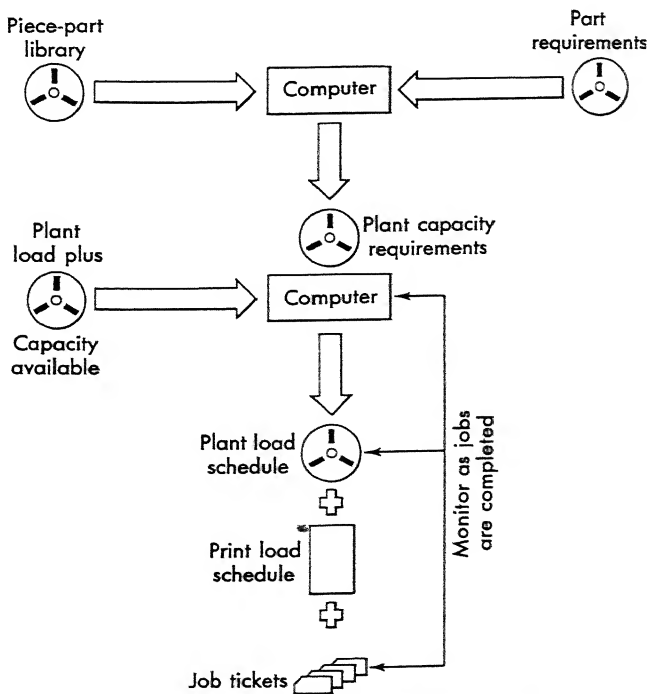 Piece-part
library
Computer
Part
requirements
Plant capacity
requirements
Plant
load plus
Capacity
available
Computer
Plant load
schedule
Print load
schedule
Job tickets
Monitor as jobs
are completed